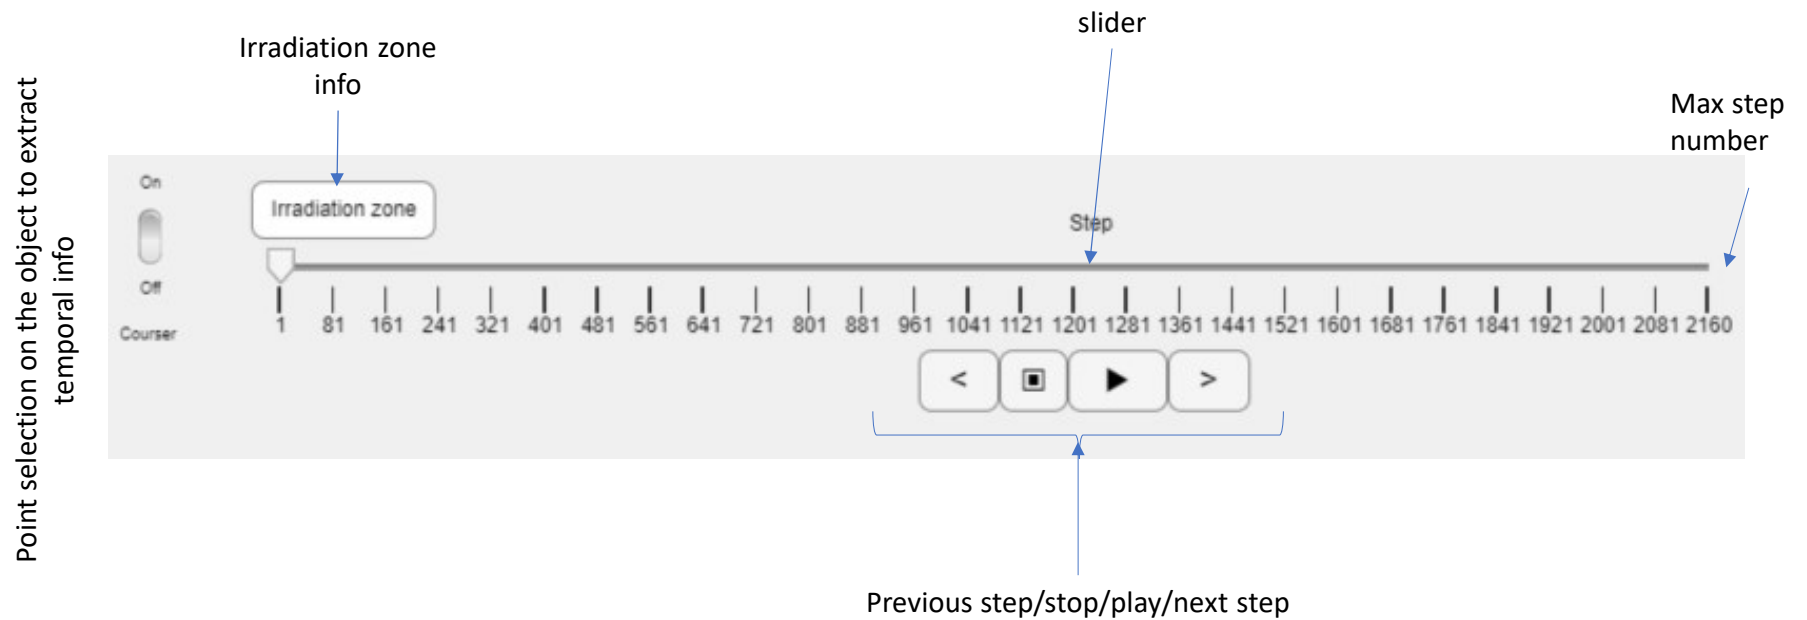 slider
Irradiation zone
info
Max step
number
Point selection on the object to extract
temporal info
On
Irradiation zone
Step
Off
Courser
1 81 161 241 321 401 481 561 641 721 801 881 961 1041 1121 1201 1281 1361 1441 1521 1601 1681 1761 1841 1921 2001 2081 2160
< >
Previous step/stop/play/next step